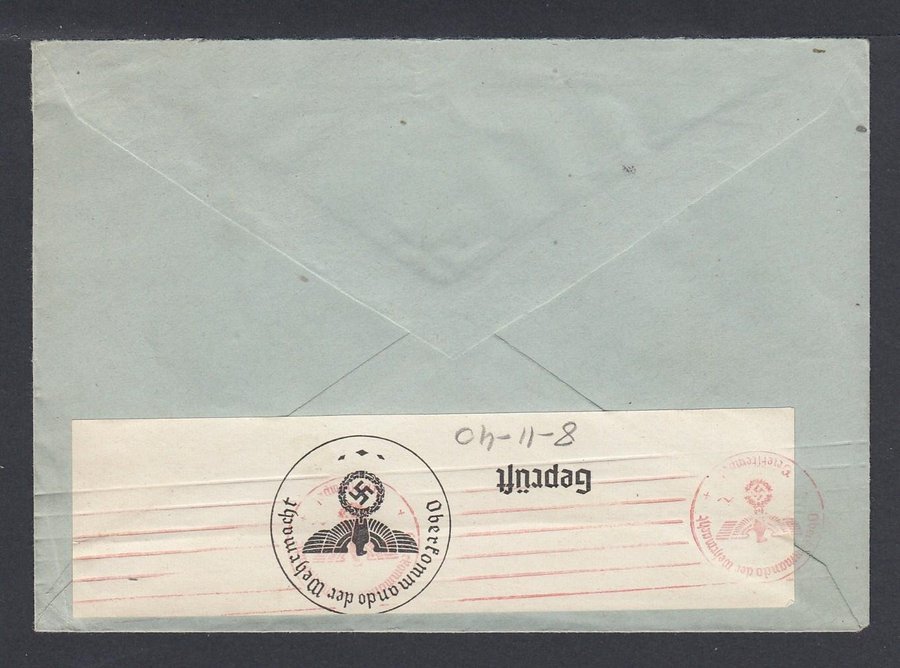 8-11-40
Geprüft
Oberkommando der Wehrmacht